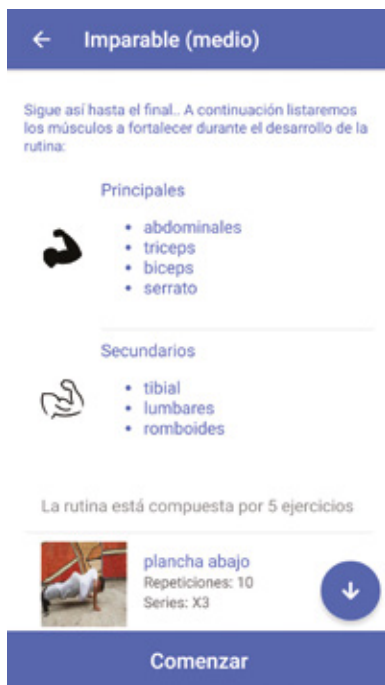 Imparable (medio)
Sigue así hasta el final.. A continuación listaremos
los músculos a fortalecer durante el desarrollo de la
rutina:
Principales
• abdominales
• triceps
• biceps
• serrato
Secundarios
• tibial
• lumbares
• romboides
La rutina está compuesta por 5 ejercicios
plancha abajo
Repeticiones: 10
Series: X3
Comenzar